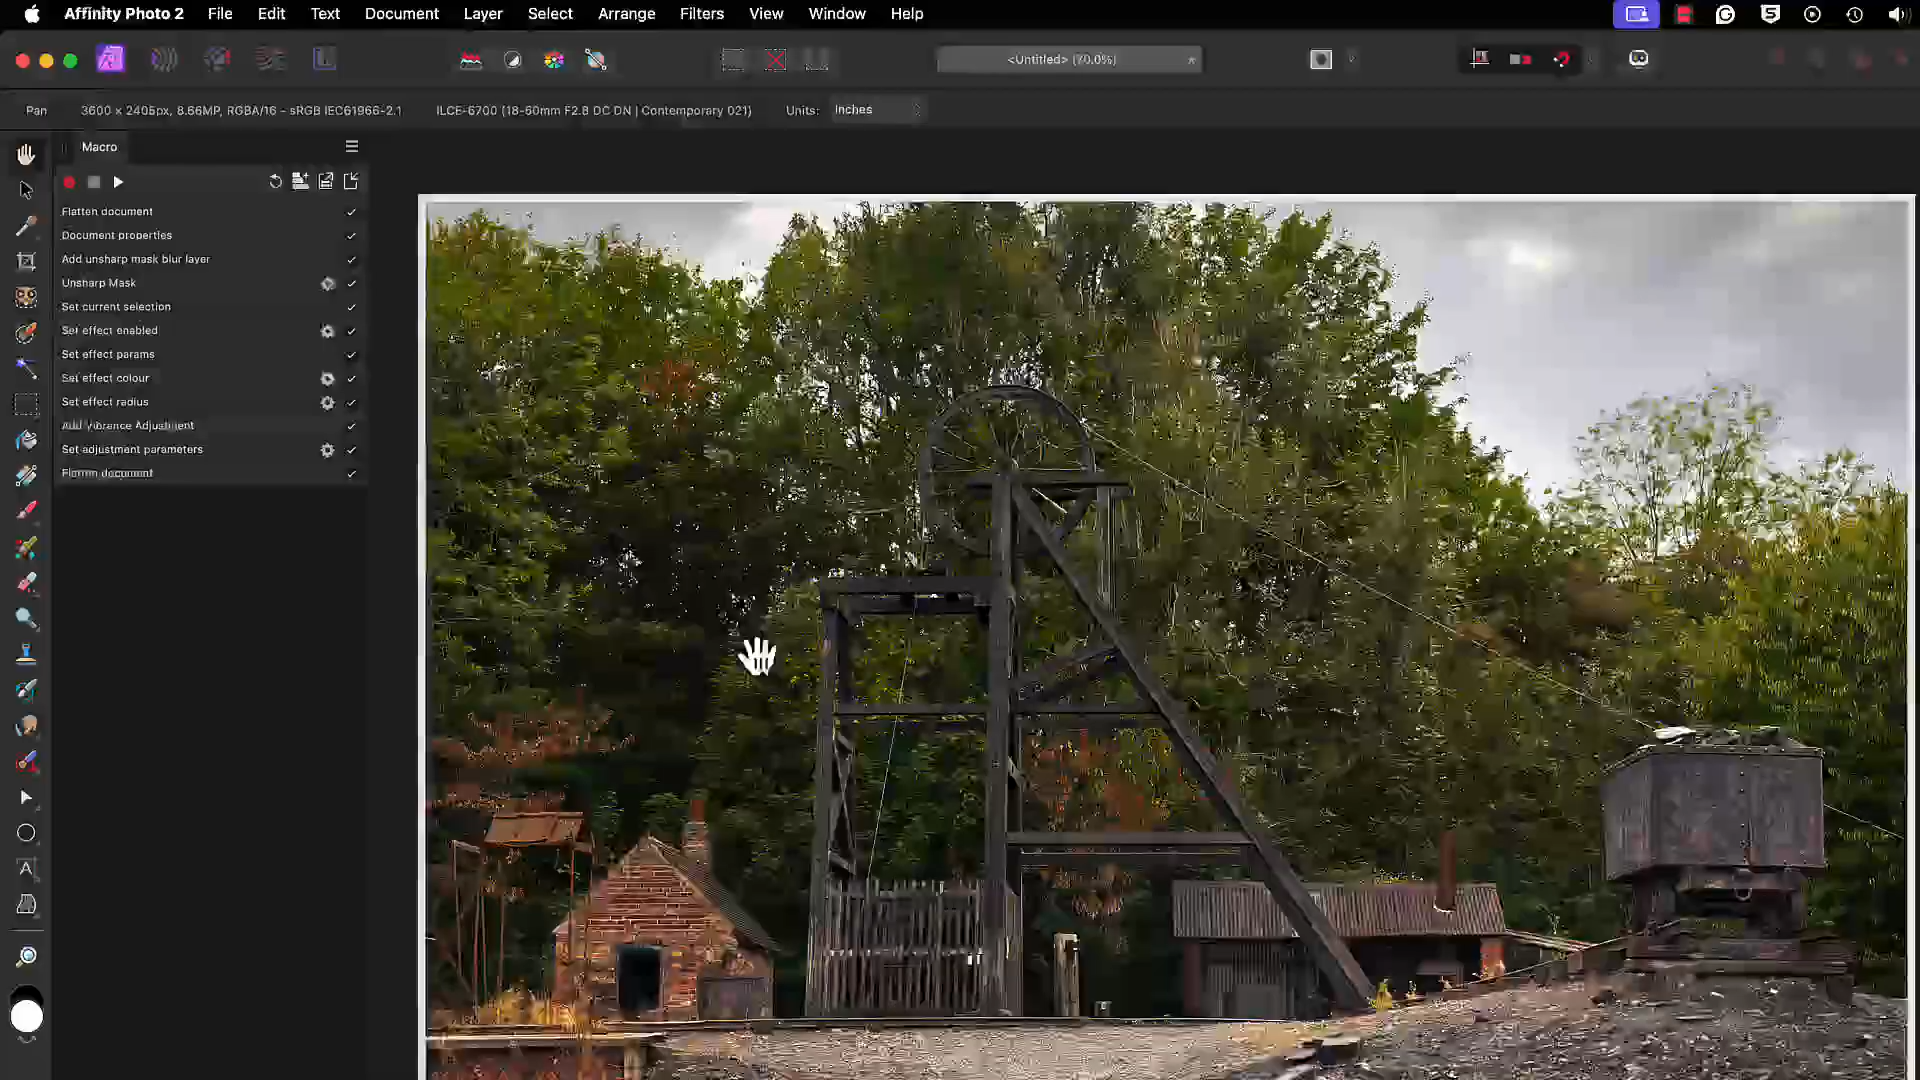 Affinity Photo 2 File Edit Text Document Layer Select Arrange Filters View Window Help
<Untitled> (70.0%)
Pan 3600 x 2405px, 8.66MP, RGBA/16 - sRGB IEC61966-2.1 ILCE-6700 (18-50mm F2.8 DC DN | Contemporary 021) Units: Inches
Macro
Flatten document
Document properties
Add unsharp mask blur layer
Unsharp Mask
Set current selection
Set effect enabled
Set effect params
Set effect colour
Set effect radius
Add Vibrance Adjustment
Set adjustment parameters
Flatten document